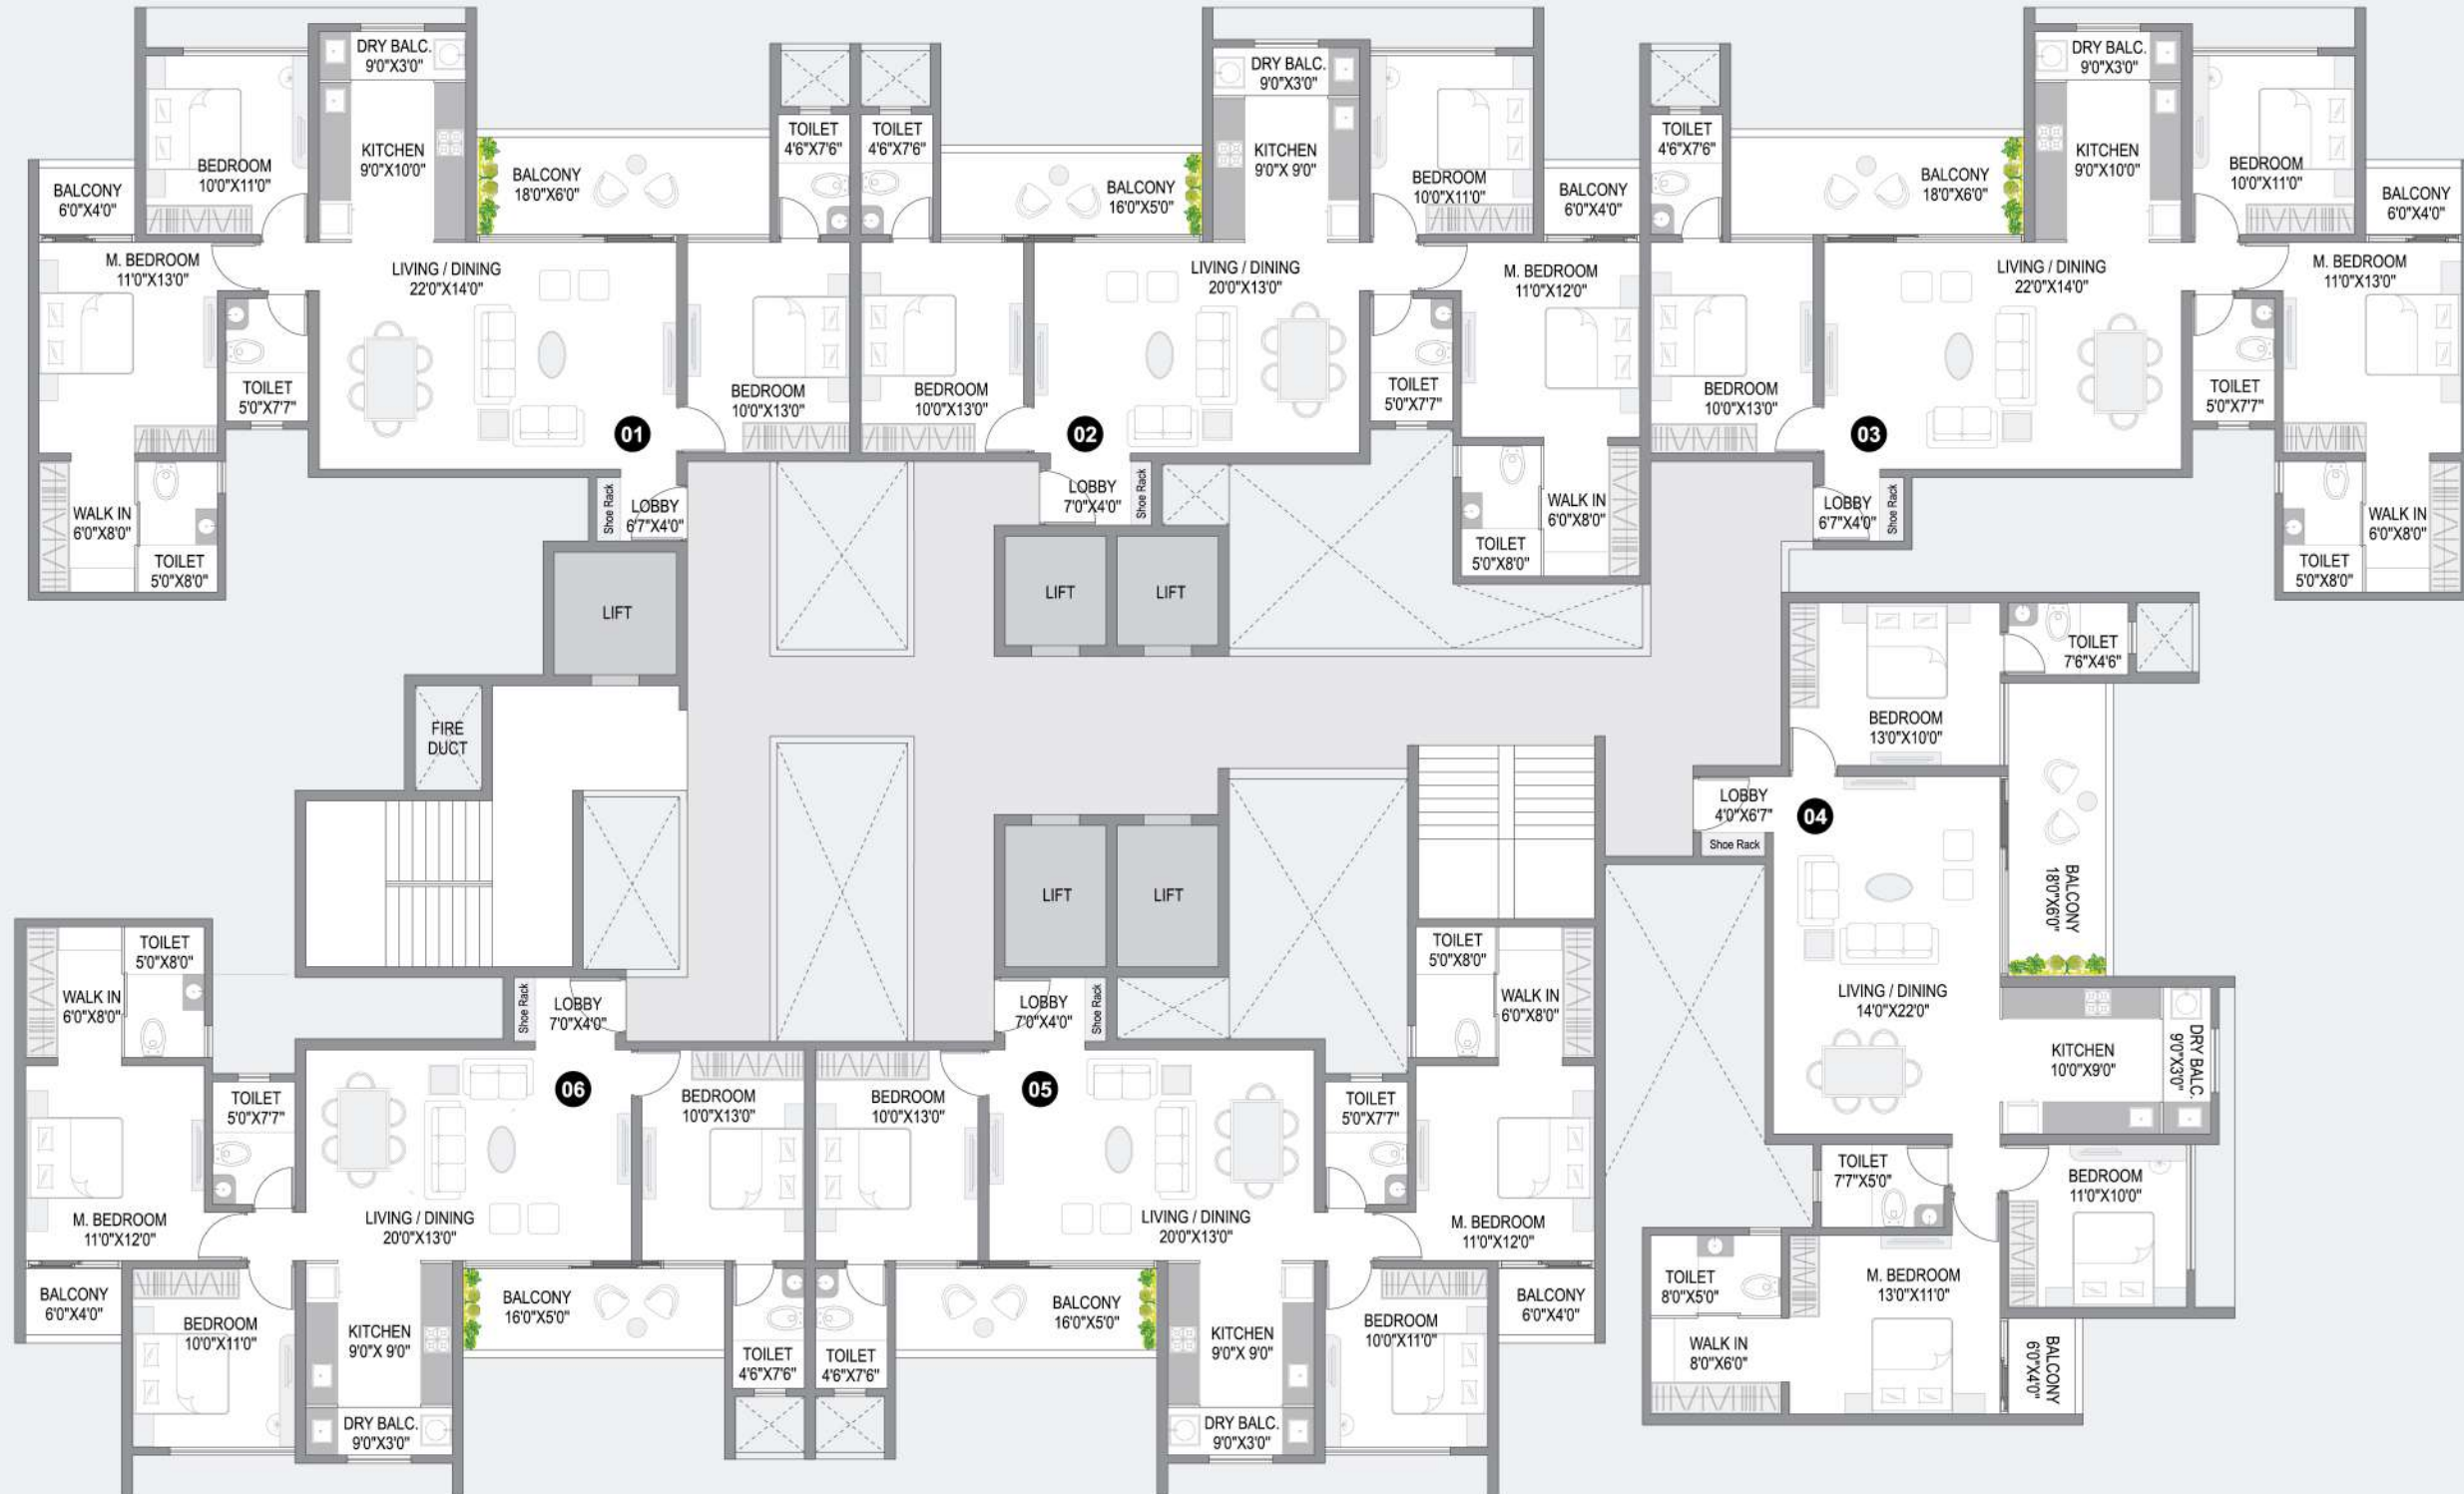 DRY BALC.
9'0"X3'0"
BEDROOM
10'0"X11'0"
KITCHEN
9'0"X10'0"
BALCONY
6'0"X4'0"
BALCONY
18'0"X6'0"
TOILET
4'6"X7'6"
M. BEDROOM
11'0"X13'0"
LIVING / DINING
22'0"X14'0"
TOILET
5'0"X7'7"
BEDROOM
10'0"X13'0"
01
WALK IN
6'0"X8'0"
TOILET
5'0"X8'0"
Shoe Rack
LOBBY
6'7"X4'0"
TOILET
4'6"X7'6"
BALCONY
16'0"X5'0"
DRY BALC.
9'0"X3'0"
KITCHEN
9'0"X 9'0"
BEDROOM
10'0"X11'0"
BALCONY
6'0"X4'0"
LIVING / DINING
20'0"X13'0"
M. BEDROOM
11'0"X12'0"
BEDROOM
10'0"X13'0"
TOILET
5'0"X7'7"
02
LOBBY
7'0"X4'0"
Shoe Rack
WALK IN
6'0"X8'0"
TOILET
5'0"X8'0"
TOILET
4'6"X7'6"
BALCONY
18'0"X6'0"
DRY BALC.
9'0"X3'0"
KITCHEN
9'0"X10'0"
BEDROOM
10'0"X11'0"
BALCONY
6'0"X4'0"
LIVING / DINING
22'0"X14'0"
M. BEDROOM
11'0"X13'0"
BEDROOM
10'0"X13'0"
TOILET
5'0"X7'7"
03
LOBBY
6'7"X4'0"
Shoe Rack
WALK IN
6'0"X8'0"
TOILET
5'0"X8'0"
LIFT
LIFT
LIFT
FIRE
DUCT
LIFT
LIFT
TOILET
7'6"X4'6"
BEDROOM
13'0"X10'0"
LOBBY
4'0"X6'7"
Shoe Rack
04
BALCONY
18'0"X6'0"
LIVING / DINING
14'0"X22'0"
KITCHEN
10'0"X9'0"
DRY BALC.
9'0"X3'0"
TOILET
7'7"X5'0"
BEDROOM
11'0"X10'0"
TOILET
8'0"X5'0"
M. BEDROOM
13'0"X11'0"
WALK IN
8'0"X6'0"
BALCONY
6'0"X4'0"
TOILET
5'0"X8'0"
WALK IN
6'0"X8'0"
Shoe Rack
LOBBY
7'0"X4'0"
06
TOILET
5'0"X7'7"
BEDROOM
10'0"X13'0"
M. BEDROOM
11'0"X12'0"
LIVING / DINING
20'0"X13'0"
BALCONY
6'0"X4'0"
BEDROOM
10'0"X11'0"
KITCHEN
9'0"X 9'0"
BALCONY
16'0"X5'0"
TOILET
4'6"X7'6"
DRY BALC.
9'0"X3'0"
LOBBY
7'0"X4'0"
Shoe Rack
05
BEDROOM
10'0"X13'0"
TOILET
5'0"X8'0"
WALK IN
6'0"X8'0"
TOILET
5'0"X7'7"
LIVING / DINING
20'0"X13'0"
M. BEDROOM
11'0"X12'0"
TOILET
4'6"X7'6"
BALCONY
16'0"X5'0"
KITCHEN
9'0"X 9'0"
BEDROOM
10'0"X11'0"
BALCONY
6'0"X4'0"
DRY BALC.
9'0"X3'0"